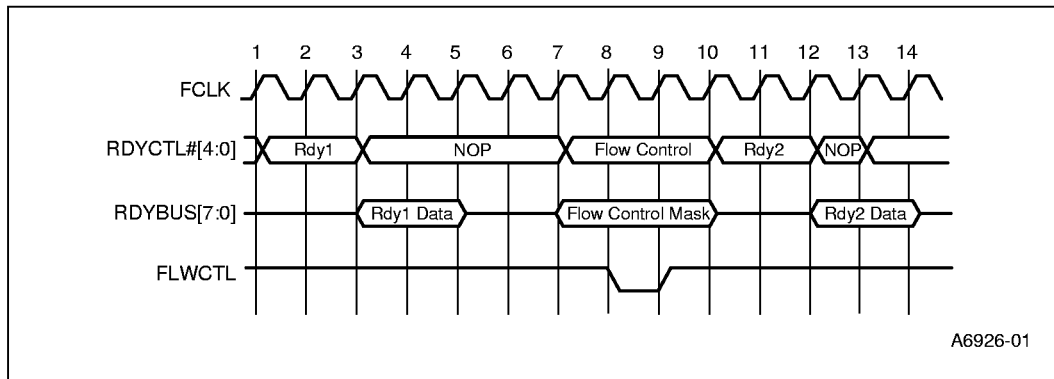 1 2 3 4 5 6 7 8 9 10 11 12 13 14
FCLK
RDYCTL#[4:0] Rdy1 NOP Flow Control Rdy2 NOP
RDYBUS[7:0] Rdy1 Data Flow Control Mask Rdy2 Data
FLWCTL
A6926-01